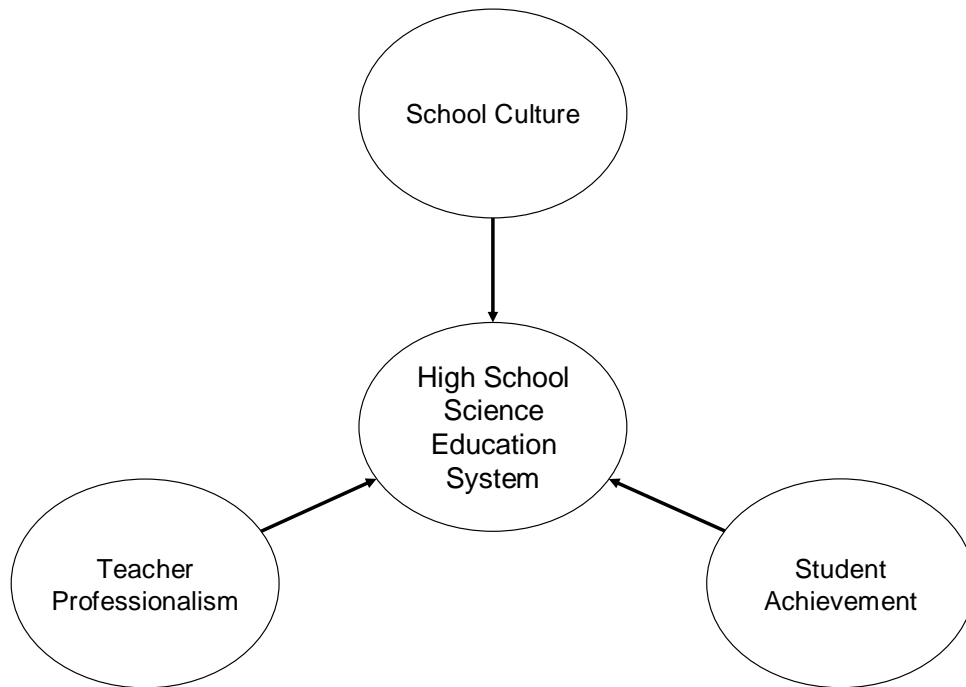 School Culture
High School
Science
Education
System
Teacher
Professionalism
Student
Achievement